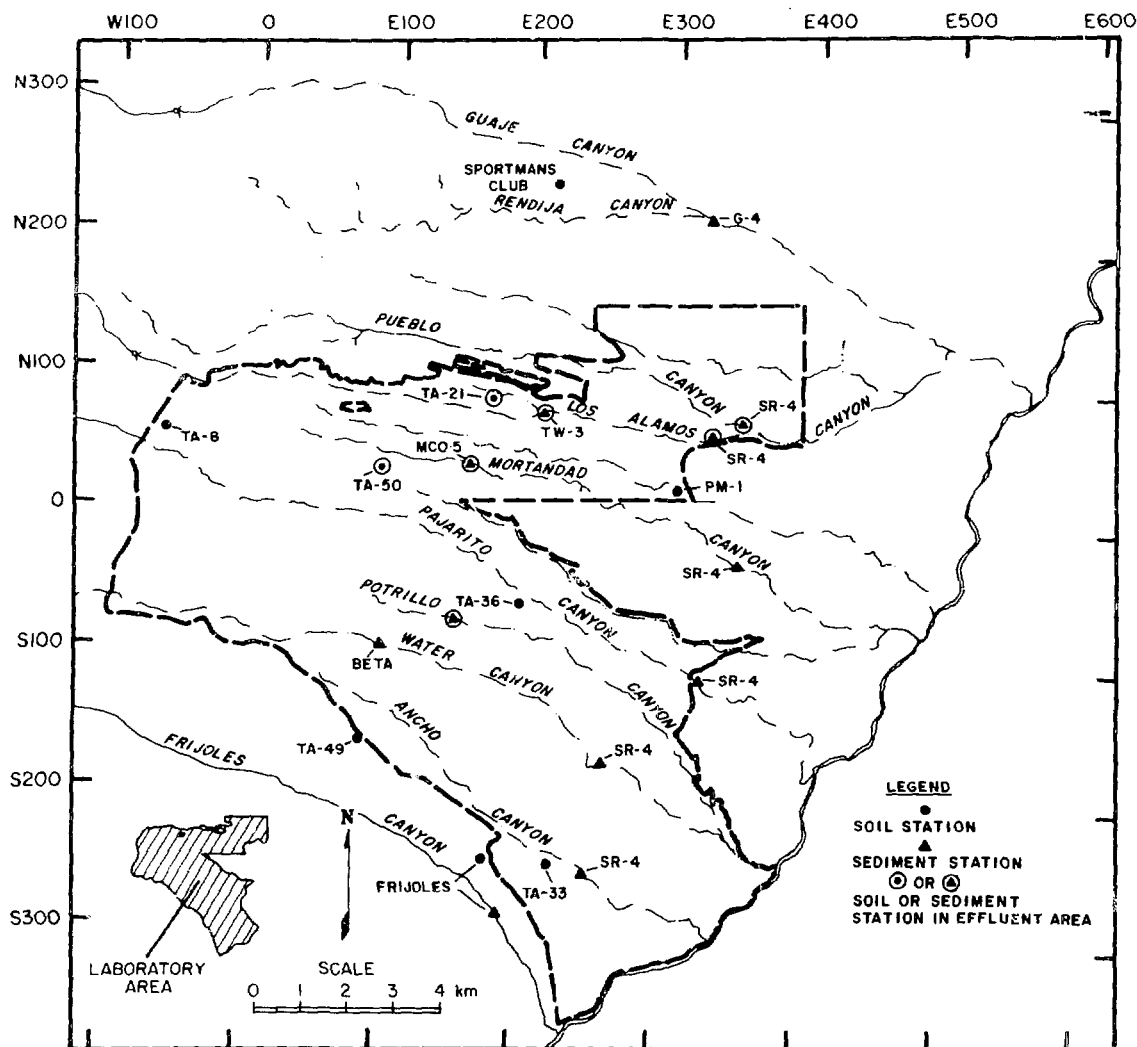 W100 0 E100 E200 E300 E400 E500 E600
N300
GUAJE
CANYON
SPORTMANS
CLUB
RENDIJA CANYON
G-4
N200
PUEBLO
N100
CANYON
TA-21
LOS
SR-4
CANYON
TW-3
ALAMOS
SR-4
TA-8
MCO-5
MORTANDAD
TA-50
PM-1
0
PAJARITO
CANYON
SR-4
POTRILLO
TA-36
CANYON
S100
BETA
WATER
CANYON
SR-4
CANYON
ANCHO
TA-49
FRIJOLES
SR-4
S200
LEGEND
SOIL STATION
SEDIMENT STATION
OR
SOIL OR SEDIMENT
STATION IN EFFLUENT AREA
N
CANYON
CANYON
SR-4
FRIJOLES
TA-33
S300
LABORATORY
AREA
SCALE
0 1 2 3 4 km